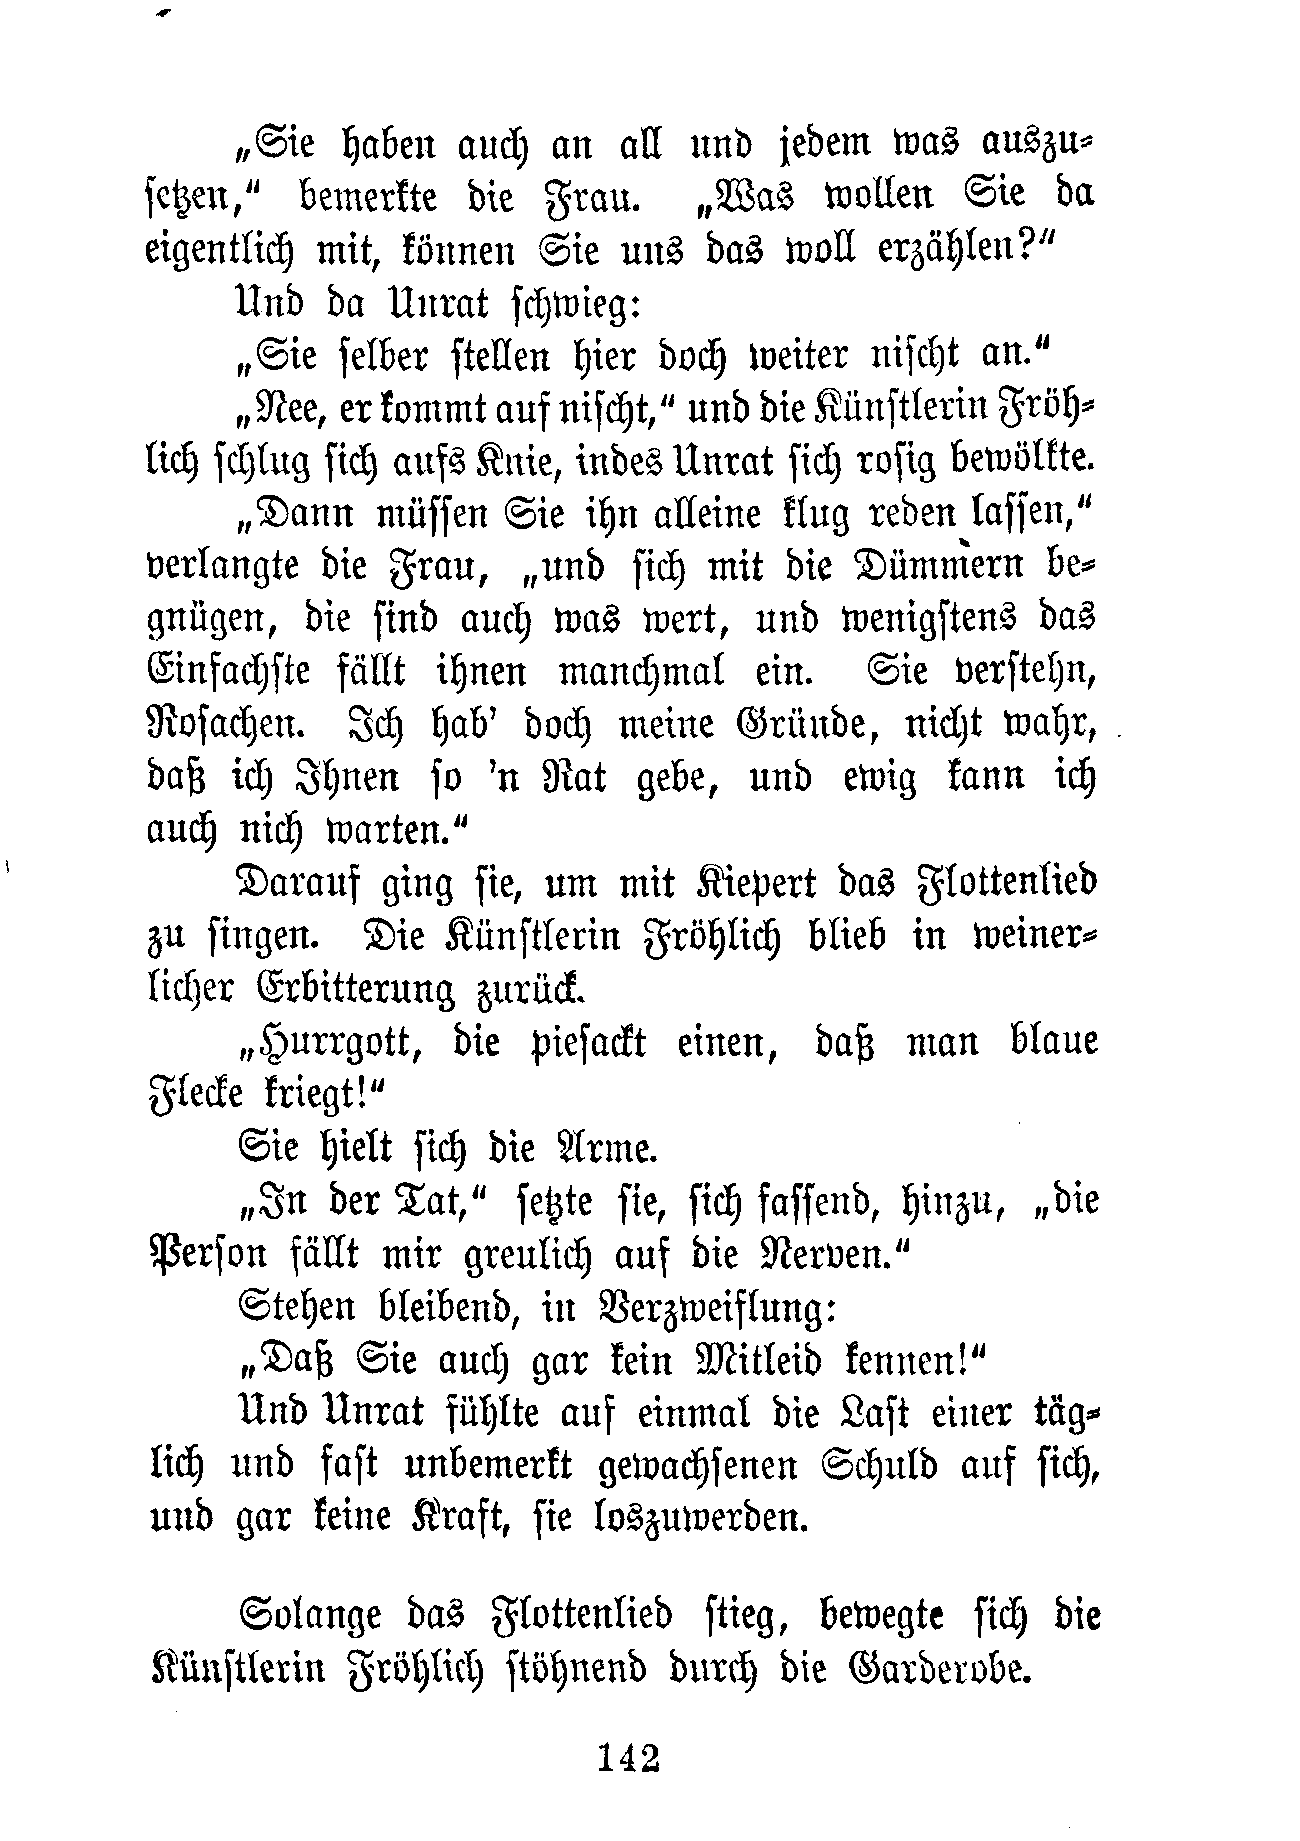 „Sie haben auch an all und jedem was auszu-
setzen,“ bemerkte die Frau. „Was wollen Sie da
eigentlich mit, können Sie uns das woll erzählen?“
Und da Unrat schwieg:
„Sie selber stellen hier doch weiter nischt an.“
„Nee, er kommt auf nischt,“ und die Künstlerin Fröh-
lich schlug sich aufs Knie, indes Unrat sich rosig bewölkte.
„Dann müssen Sie ihn alleine klug reden lassen,“
verlangte die Frau, „und sich mit die Dümmern be-
gnügen, die sind auch was wert, und wenigstens das
Einfachste fällt ihnen manchmal ein. Sie verstehn,
Rosachen. Ich hab’ doch meine Gründe, nicht wahr,
daß ich Ihnen so ’n Rat gebe, und ewig kann ich
auch nich warten.“
Darauf ging sie, um mit Kiepert das Flottenlied
zu singen. Die Künstlerin Fröhlich blieb in weiner-
licher Erbitterung zurück.
„Hurrgott, die piesackt einen, daß man blaue
Flecke kriegt!“
Sie hielt sich die Arme.
„In der Tat,“ setzte sie, sich fassend, hinzu, „die
Person fällt mir greulich auf die Nerven.“
Stehen bleibend, in Verzweiflung:
„Daß Sie auch gar kein Mitleid kennen!“
Und Unrat fühlte auf einmal die Last einer täg-
lich und fast unbemerkt gewachsenen Schuld auf sich,
und gar keine Kraft, sie loszuwerden.
Solange das Flottenlied stieg, bewegte sich die
Künstlerin Fröhlich stöhnend durch die Garderobe.
142